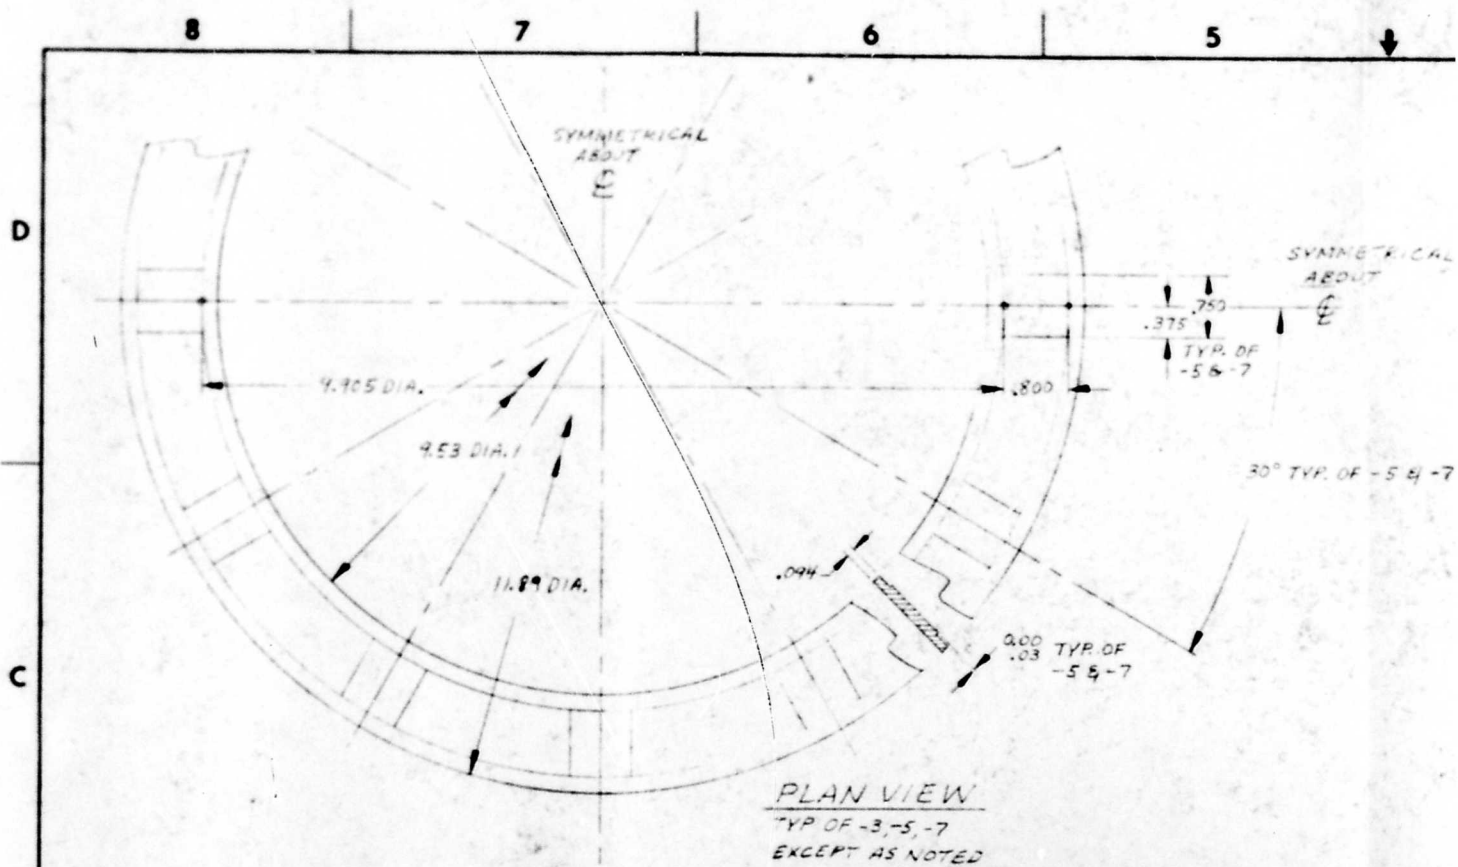 8
7
6
5
D
C
SYMMETRICAL
ABOUT
℄
SYMMETRICAL
ABOUT
℄
.750
.375
TYP. OF
-5 & -7
9.905 DIA.
.800
9.53 DIA.
30° TYP. OF -5 & -7
11.89 DIA.
.094
0.00
.03 TYP. OF
-5 & -7
PLAN VIEW
TYP OF -3,-5,-7
EXCEPT AS NOTED